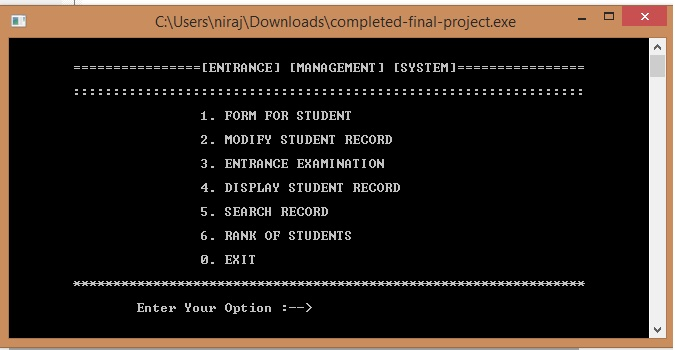 C:\Users\niraj\Downloads\completed-final-project.exe
================[ENTRANCE] [MANAGEMENT] [SYSTEM]================
::::::::::::::::::::::::::::::::::::::::::::::::::::::::::::::::
1. FORM FOR STUDENT
2. MODIFY STUDENT RECORD
3. ENTRANCE EXAMINATION
4. DISPLAY STUDENT RECORD
5. SEARCH RECORD
6. RANK OF STUDENTS
0. EXIT
****************************************************************
Enter Your Option :-->